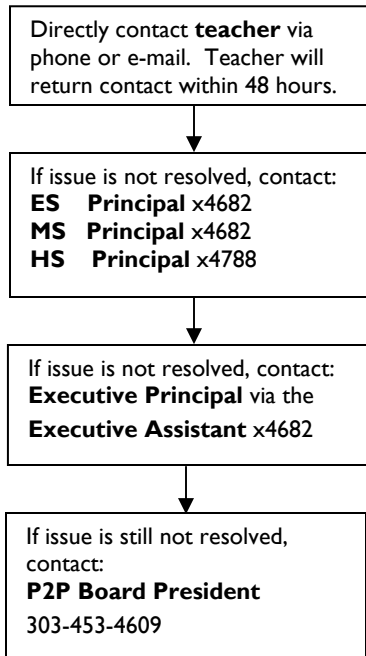 Directly contact teacher via
phone or e-mail.  Teacher will
return contact within 48 hours.
If issue is not resolved, contact:
ES    Principal x4682
MS   Principal x4682
HS    Principal x4788
If issue is not resolved, contact:
Executive Principal via the
Executive Assistant x4682
If issue is still not resolved,
contact:
P2P Board President
303-453-4609